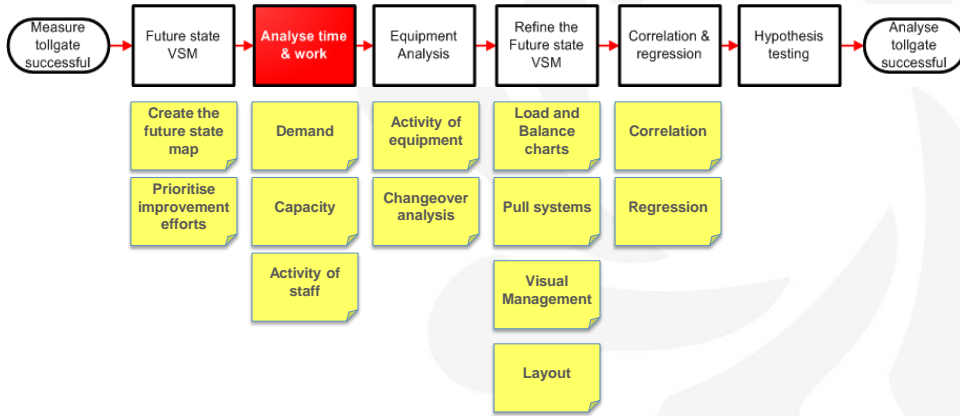 Measure
tollgate
successful
Future state
VSM
Analyse time
& work
Equipment
Analysis
Refine the
Future state
VSM
Correlation &
regression
Hypothesis
testing
Analyse
tollgate
successful
Create the
future state
map
Prioritise
improvement
efforts
Demand
Capacity
Activity of
staff
Activity of
equipment
Changeover
analysis
Load and
Balance
charts
Pull systems
Visual
Management
Layout
Correlation
Regression